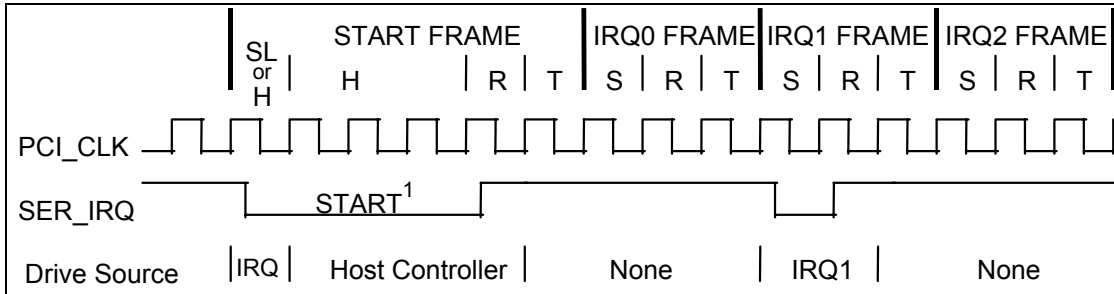 START FRAME IRQ0 FRAME IRQ1 FRAME IRQ2 FRAME
SL
or
H
H R T S R T S R T S R T
PCI_CLK
SER_IRQ START1
Drive Source IRQ Host Controller None IRQ1 None